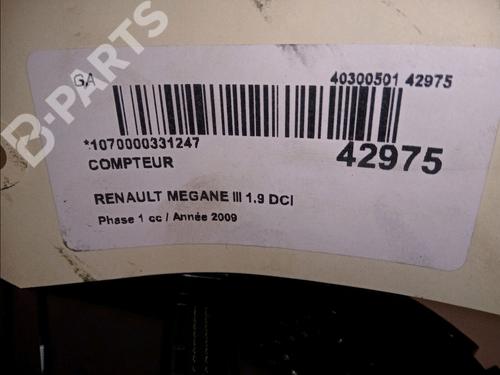 GA
40300501 42975
*1070000331247
COMPTEUR
42975
RENAULT MEGANE III 1.9 DCI
Phase 1 cc / Année 2009
B-PARTS